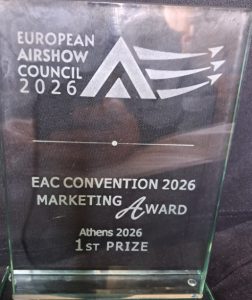 EUROPEAN
AIRSHOW
COUNCIL
2026
EAC CONVENTION 2026
MARKETING AWARD
Athens 2026
1ST PRIZE